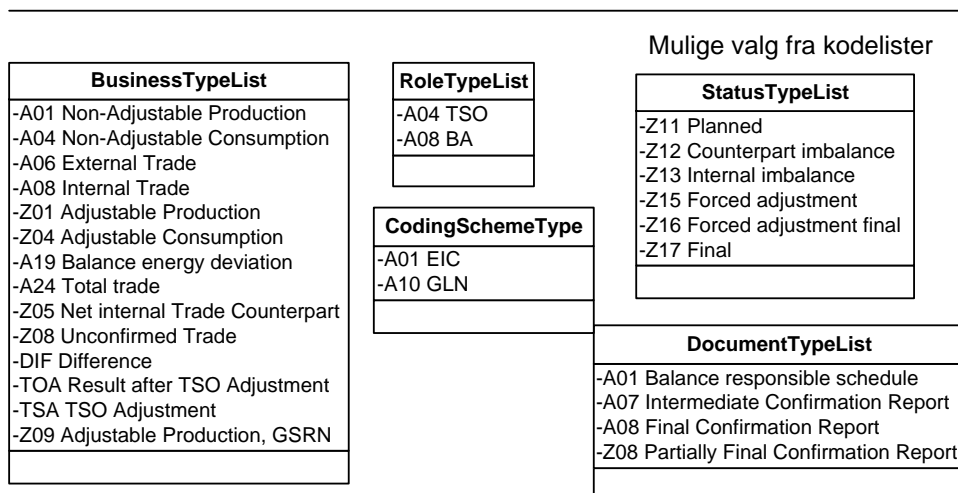 Mulige valg fra kodelister
BusinessTypeList
-A01 Non-Adjustable Production
-A04 Non-Adjustable Consumption
-A06 External Trade
-A08 Internal Trade
-Z01 Adjustable Production
-Z04 Adjustable Consumption
-A19 Balance energy deviation
-A24 Total trade
-Z05 Net internal Trade Counterpart
-Z08 Unconfirmed Trade
-DIF Difference
-TOA Result after TSO Adjustment
-TSA TSO Adjustment
-Z09 Adjustable Production, GSRN
RoleTypeList
-A04 TSO
-A08 BA
CodingSchemeType
-A01 EIC
-A10 GLN
StatusTypeList
-Z11 Planned
-Z12 Counterpart imbalance
-Z13 Internal imbalance
-Z15 Forced adjustment
-Z16 Forced adjustment final
-Z17 Final
DocumentTypeList
-A01 Balance responsible schedule
-A07 Intermediate Confirmation Report
-A08 Final Confirmation Report
-Z08 Partially Final Confirmation Report